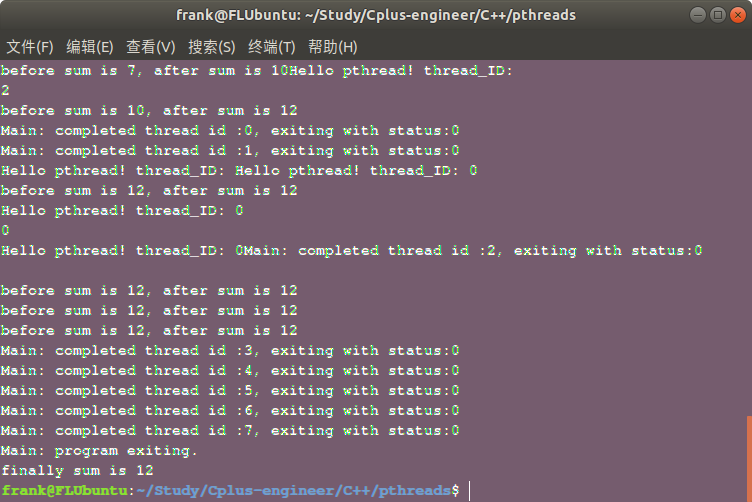 frank@FLUbuntu: ~/Study/Cplus-engineer/C++/pthreads
文件(F) 编辑(E) 查看(V) 搜索(S) 终端(T) 帮助(H)
before sum is 7, after sum is 10Hello pthread! thread_ID:
2
before sum is 10, after sum is 12
Main: completed thread id :0, exiting with status:0
Main: completed thread id :1, exiting with status:0
Hello pthread! thread_ID: Hello pthread! thread_ID: 0
before sum is 12, after sum is 12
Hello pthread! thread_ID: 0
0
Hello pthread! thread_ID: 0Main: completed thread id :2, exiting with status:0
before sum is 12, after sum is 12
before sum is 12, after sum is 12
before sum is 12, after sum is 12
Main: completed thread id :3, exiting with status:0
Main: completed thread id :4, exiting with status:0
Main: completed thread id :5, exiting with status:0
Main: completed thread id :6, exiting with status:0
Main: completed thread id :7, exiting with status:0
Main: program exiting.
finally sum is 12
frank@FLUbuntu:~/Study/Cplus-engineer/C++/pthreads$